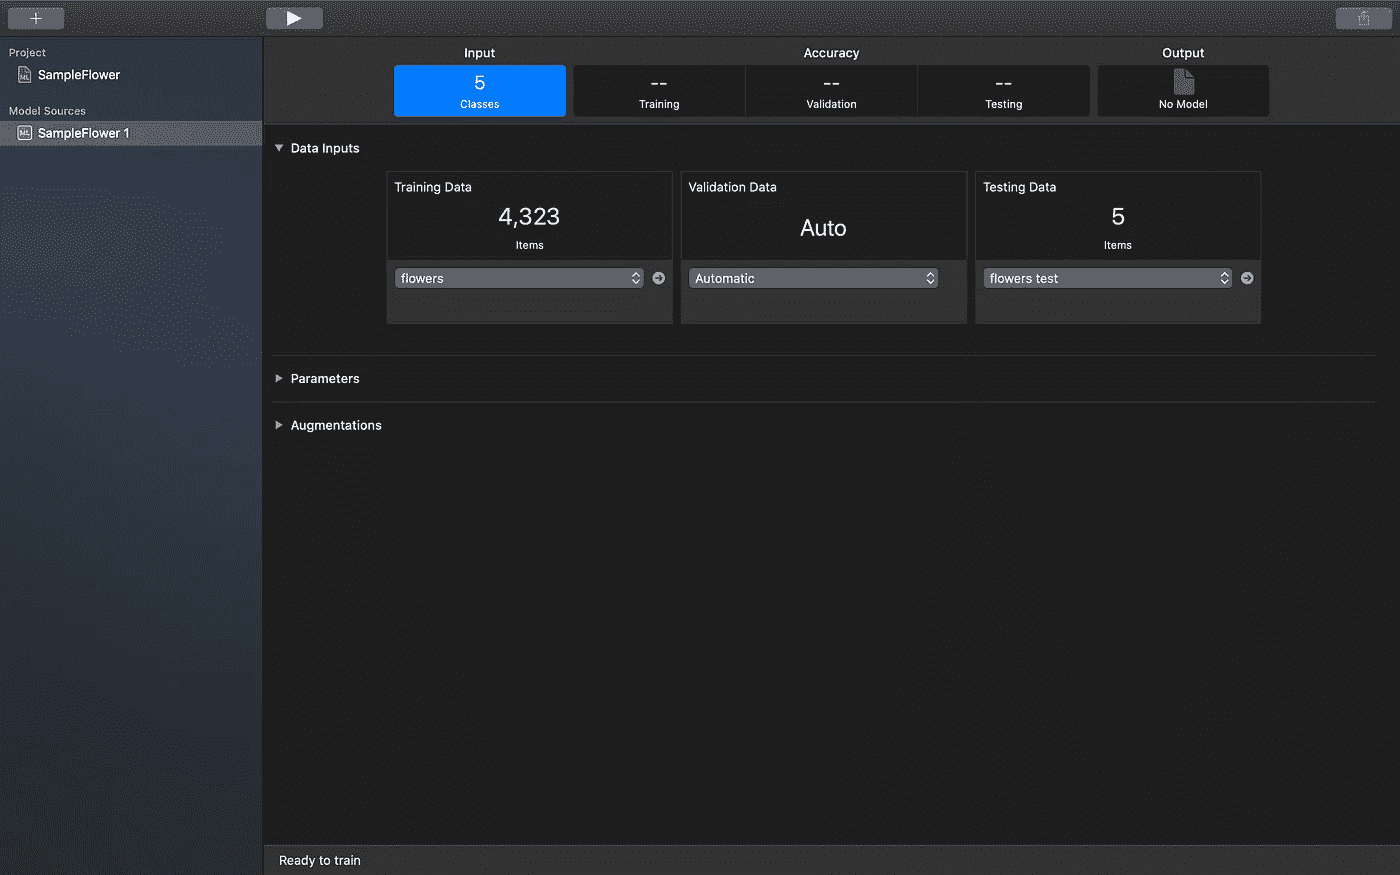 Project
SampleFlower
Model Sources
SampleFlower 1
Input
Accuracy
Output
5
Classes
--
Training
--
Validation
--
Testing
No Model
Data Inputs
Training Data
4,323
Items
flowers
Validation Data
Auto
Automatic
Testing Data
5
Items
flowers test
Parameters
Augmentations
Ready to train